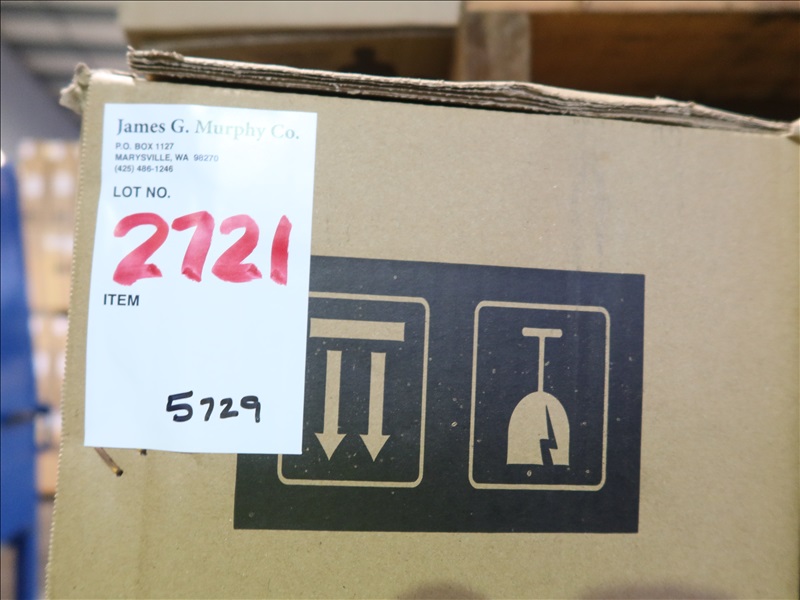 James G. Murphy Co.
P.O. BOX 1127
MARYSVILLE, WA 98270
(425) 486-1246
LOT NO.
2721
ITEM
5729